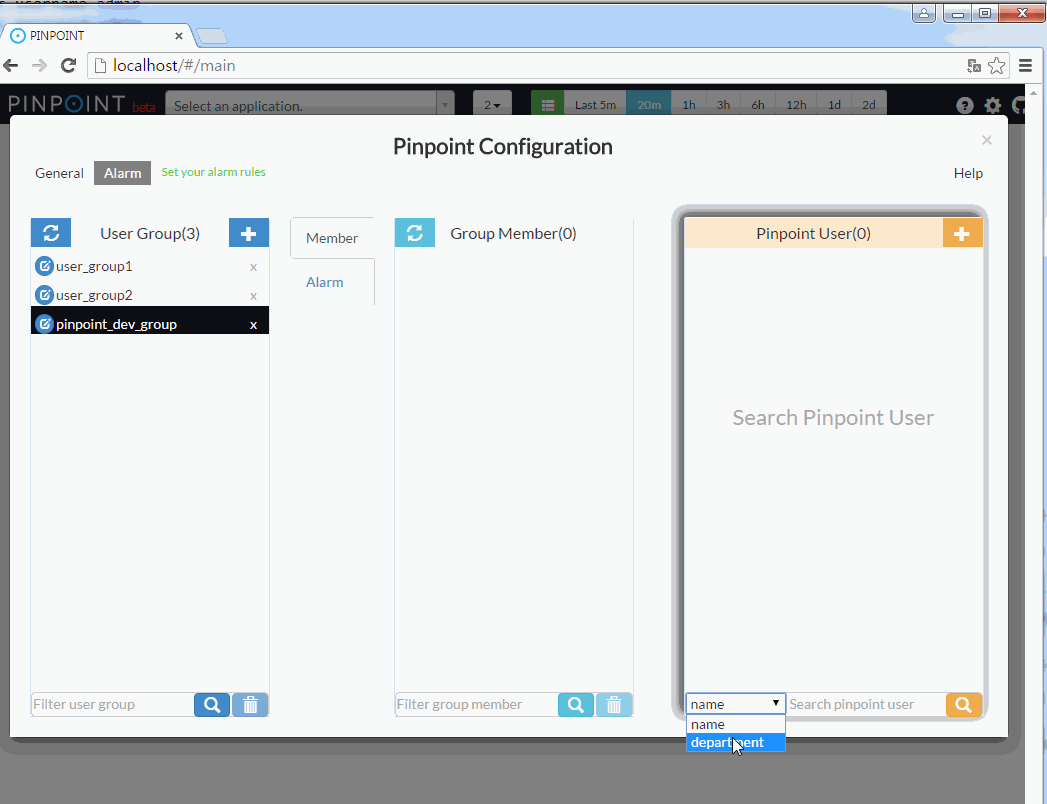 PINPOINT
localhost/#/main
PINPOINT beta
Select an application.
2
Last 5m
20m
1h
3h
6h
12h
1d
2d
Pinpoint Configuration
×
General
Alarm
Set your alarm rules
Help
User Group(3)
user_group1 x
user_group2 x
pinpoint_dev_group x
Member
Alarm
Group Member(0)
Pinpoint User(0)
Search Pinpoint User
Filter user group
Filter group member
name
Search pinpoint user
name
department